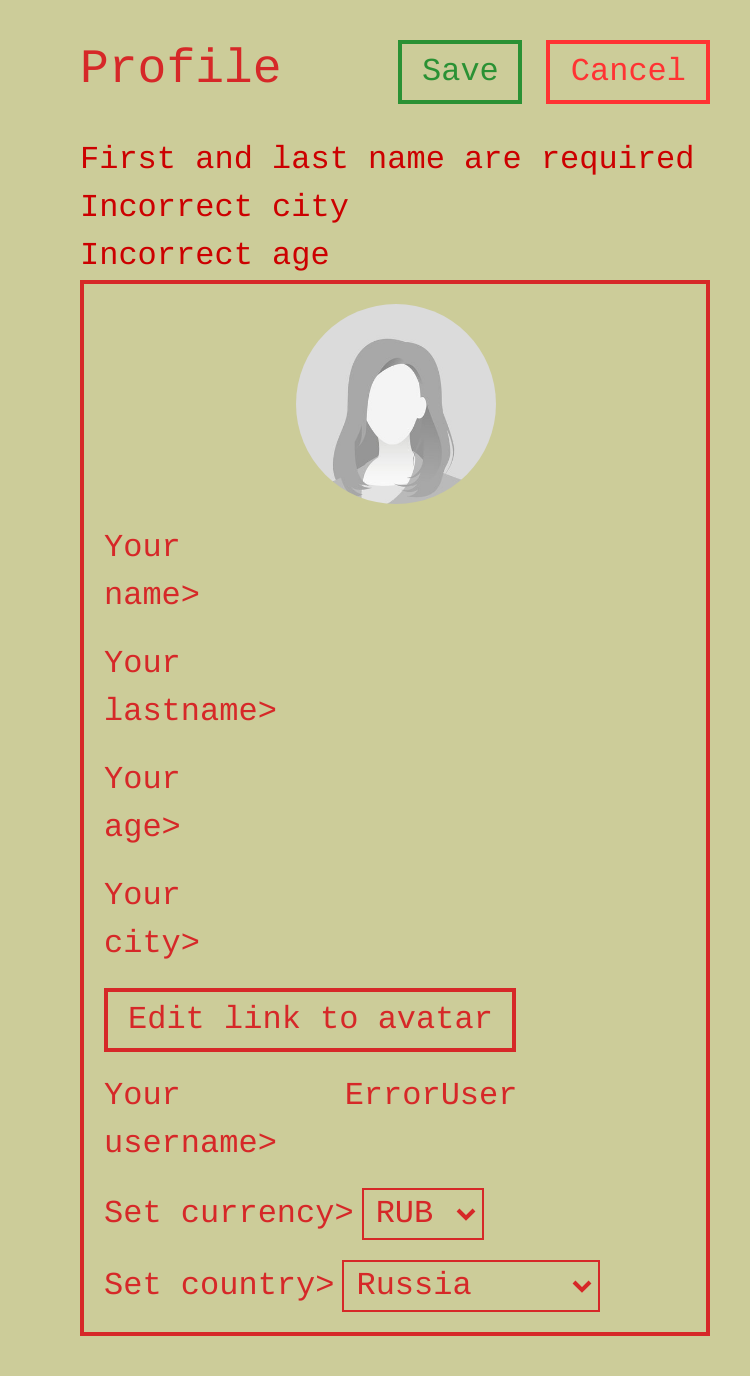 Profile Save Cancel
First and last name are required
Incorrect city
Incorrect age
Your
name>
Your
lastname>
Your
age>
Your
city>
Edit link to avatar
Your ErrorUser
username>
Set currency> RUB
Set country> Russia